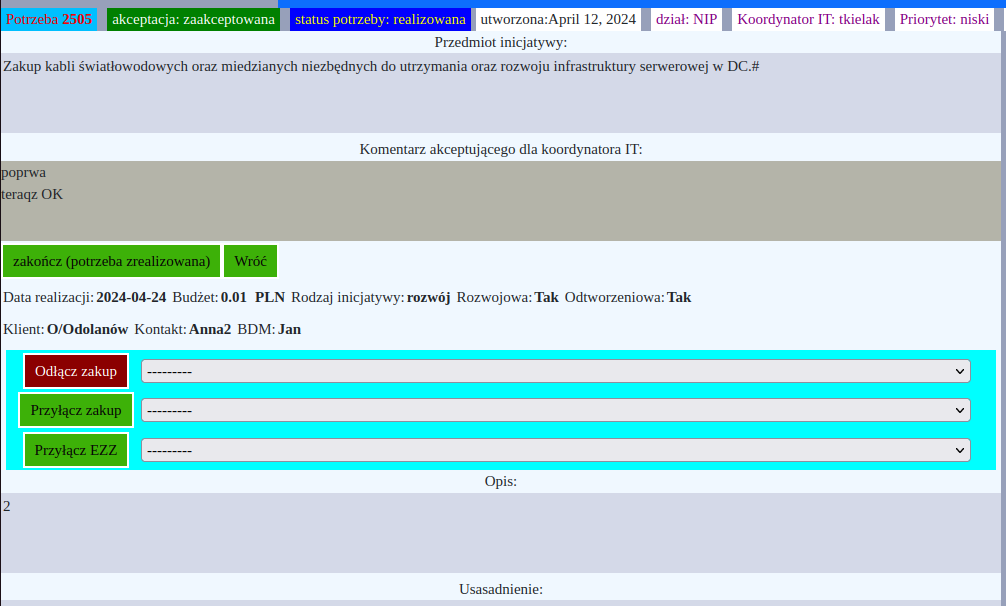 Potrzeba 2505 akceptacja: zaakceptowana status potrzeby: realizowana utworzona:April 12, 2024 dział: NIP Koordynator IT: tkielak Priorytet: niski
Przedmiot inicjatywy:
Zakup kabli światłowodowych oraz miedzianych niezbędnych do utrzymania oraz rozwoju infrastruktury serwerowej w DC.#
Komentarz akceptującego dla koordynatora IT:
poprwa
teraqz OK
zakończ (potrzeba zrealizowana) Wróć
Data realizacji: 2024-04-24 Budżet: 0.01 PLN Rodzaj inicjatywy: rozwój Rozwojowa: Tak Odtworzeniowa: Tak
Klient: O/Odolanów Kontakt: Anna2 BDM: Jan
Odłącz zakup ---------
Przyłącz zakup ---------
Przyłącz EZZ ---------
Opis:
2
Usasadnienie: